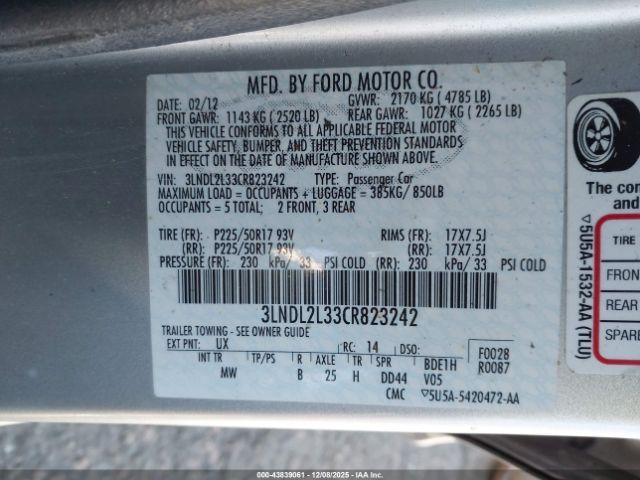 MFD. BY FORD MOTOR CO.
DATE: 02/12 GVWR: 2170 KG ( 4785 LB)
FRONT GAWR: 1143 KG ( 2520 LB) REAR GAWR: 1027 KG ( 2265 LB)
THIS VEHICLE CONFORMS TO ALL APPLICABLE FEDERAL MOTOR
VEHICLE SAFETY, BUMPER, AND THEFT PREVENTION STANDARDS
IN EFFECT ON THE DATE OF MANUFACTURE SHOWN ABOVE.
VIN: 3LNDL2L33CR823242 TYPE: Passenger Car
MAXIMUM LOAD = OCCUPANTS + LUGGAGE = 385KG/ 850LB
OCCUPANTS = 5 TOTAL; 2 FRONT, 3 REAR
TIRE (FR): P225/50R17 93V RIMS (FR): 17X7.5J
(RR): P225/50R17 93V (RR): 17X7.5J
PRESSURE (FR): 230 kPa/ 33 PSI COLD (RR): 230 kPa/ 33 PSI COLD
3LNDL2L33CR823242
TRAILER TOWING - SEE OWNER GUIDE
EXT PNT: UX RC: 14 DSO: F0028
INT TR TP/PS R AXLE TR SPR BDE1H R0087
MW B 25 H DD44 V05
CMC ▽5U5A-5420472-AA
The co
and
TIRE
FRON
REAR
SPARE
▽5U5A-1532-AA (TLU)
000-43839061 - 12/08/2025 - IAAI.COM